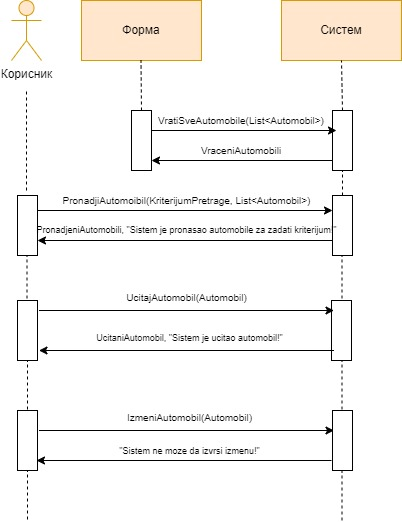 Форма
Систем
Корисник
VratiSveAutomobile(List<Automobil>)
VraceniAutomobili
PronadjiAutomoibil(KriterijumPretrage, List<Automobil>)
PronadjeniAutomobili, "Sistem je pronasao automobile za zadati kriterijum!"
UcitajAutomobil(Automobil)
UcitaniAutomobil, "Sistem je ucitao automobil!"
IzmeniAutomobil(Automobil)
"Sistem ne moze da izvrsi izmenu!"